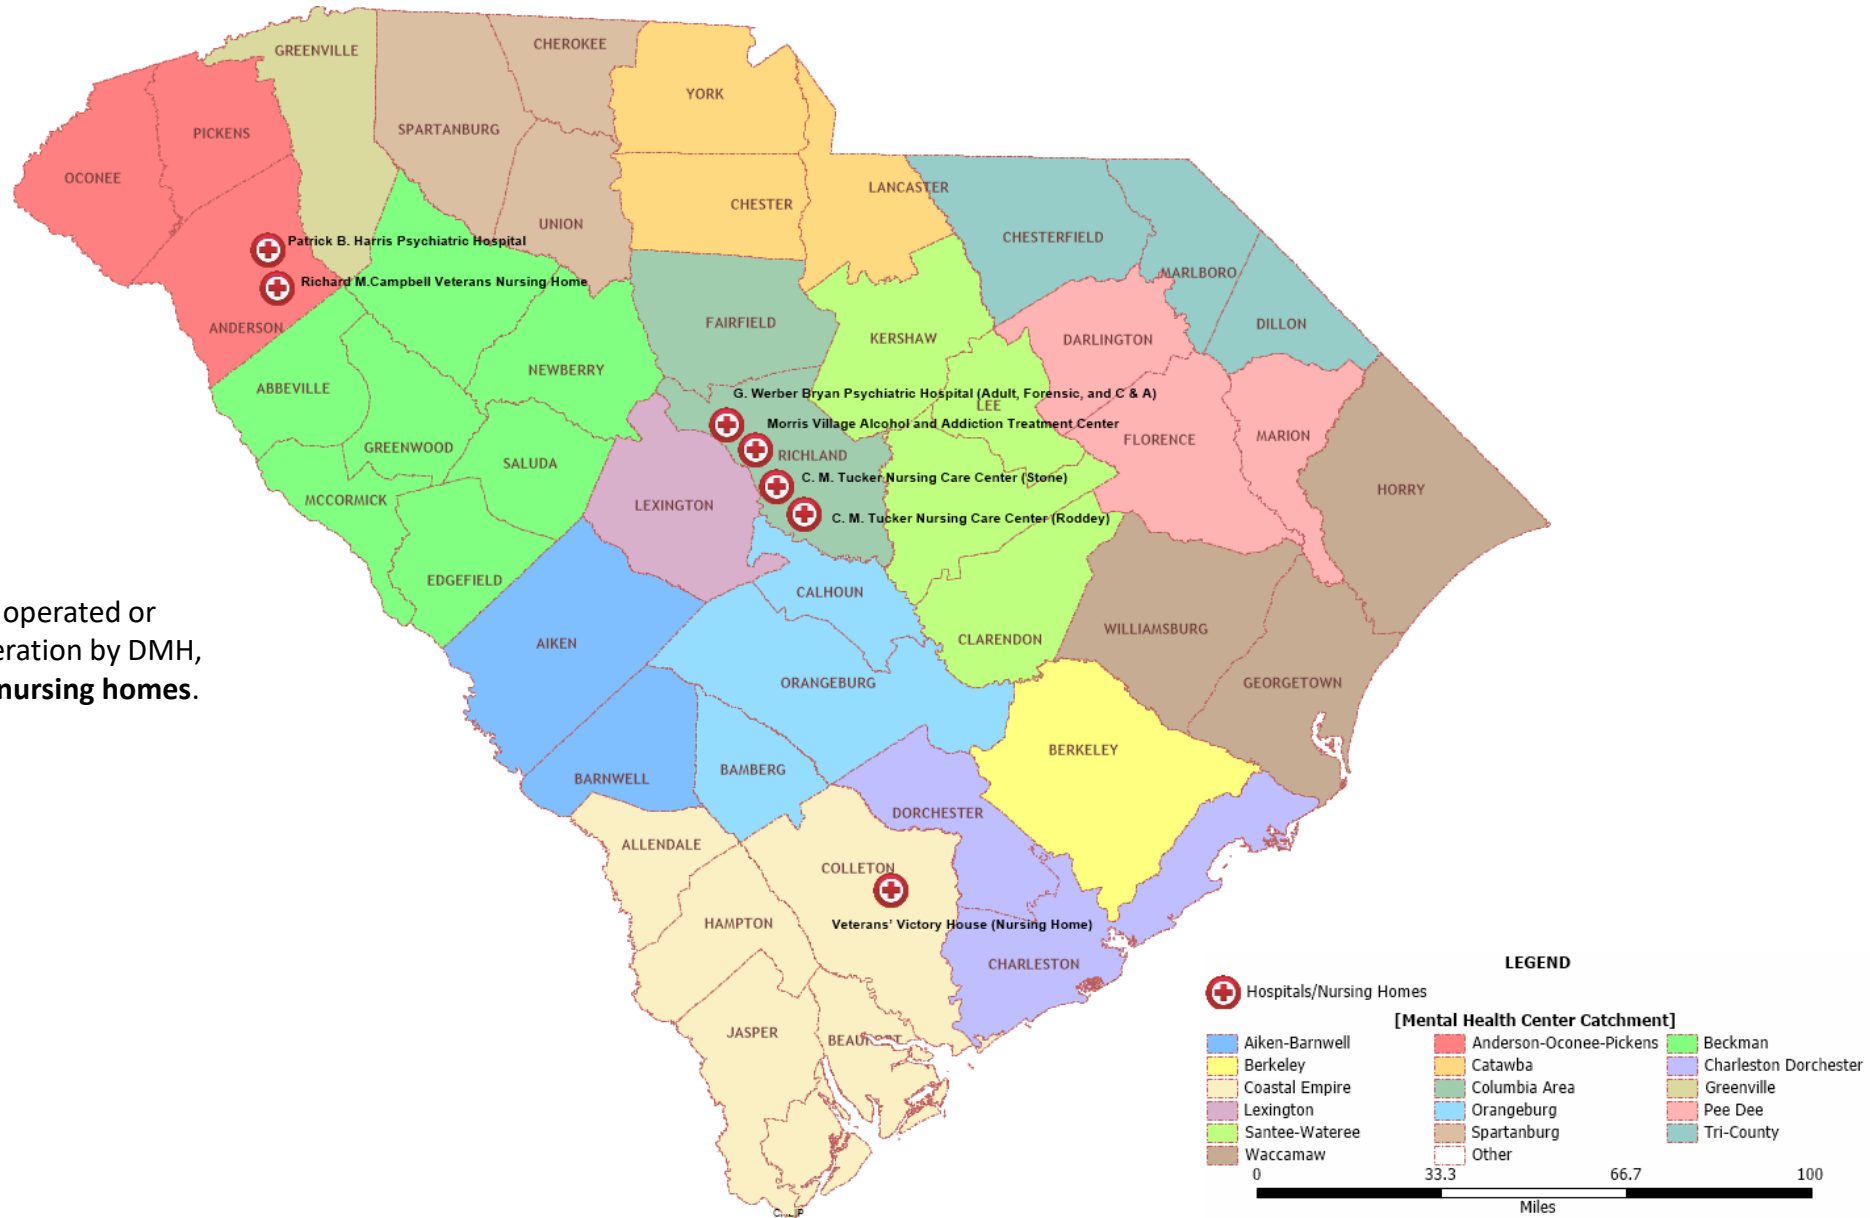 GREENVILLE
CHEROKEE
YORK
PICKENS
SPARTANBURG
OCONEE
LANCASTER
CHESTER
UNION
CHESTERFIELD
Patrick B. Harris Psychiatric Hospital
MARLBORO
Richard M.Campbell Veterans Nursing Home
ANDERSON
FAIRFIELD
DILLON
KERSHAW
DARLINGTON
NEWBERRY
ABBEVILLE
G. Werber Bryan Psychiatric Hospital (Adult, Forensic, and C & A)
LEE
Morris Village Alcohol and Addiction Treatment Center
FLORENCE
MARION
GREENWOOD
RICHLAND
SALUDA
C. M. Tucker Nursing Care Center (Stone)
HORRY
MCCORMICK
LEXINGTON
C. M. Tucker Nursing Care Center (Roddey)
EDGEFIELD
CALHOUN
operated or
eration by DMH,
nursing homes.
WILLIAMSBURG
AIKEN
CLARENDON
ORANGEBURG
GEORGETOWN
BERKELEY
BAMBERG
BARNWELL
DORCHESTER
ALLENDALE
COLLETON
HAMPTON
Veterans' Victory House (Nursing Home)
CHARLESTON
JASPER
LEGEND
Hospitals/Nursing Homes
[Mental Health Center Catchment]
Aiken-Barnwell Anderson-Oconee-Pickens Beckman
Berkeley Catawba Charleston Dorchester
Coastal Empire Columbia Area Greenville
Lexington Orangeburg Pee Dee
Santee-Wateree Spartanburg Tri-County
Waccamaw Other
0 33.3 66.7 100
Miles